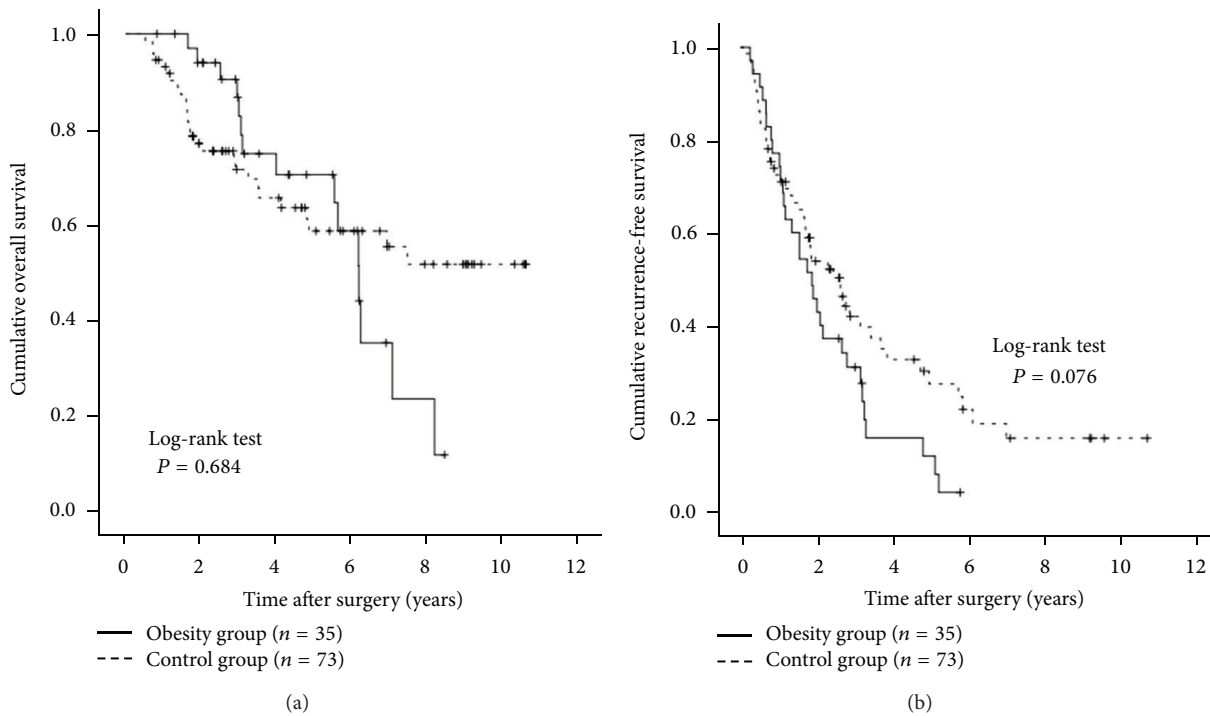 Cumulative overall survival
1.0
0.8
0.6
0.4
0.2
0.0
Log-rank test
P = 0.684
0 2 4 6 8 10 12
Time after surgery (years)
Obesity group (n = 35)
Control group (n = 73)
(a)
Cumulative recurrence-free survival
1.0
0.8
0.6
0.4
0.2
0.0
Log-rank test
P = 0.076
0 2 4 6 8 10 12
Time after surgery (years)
Obesity group (n = 35)
Control group (n = 73)
(b)